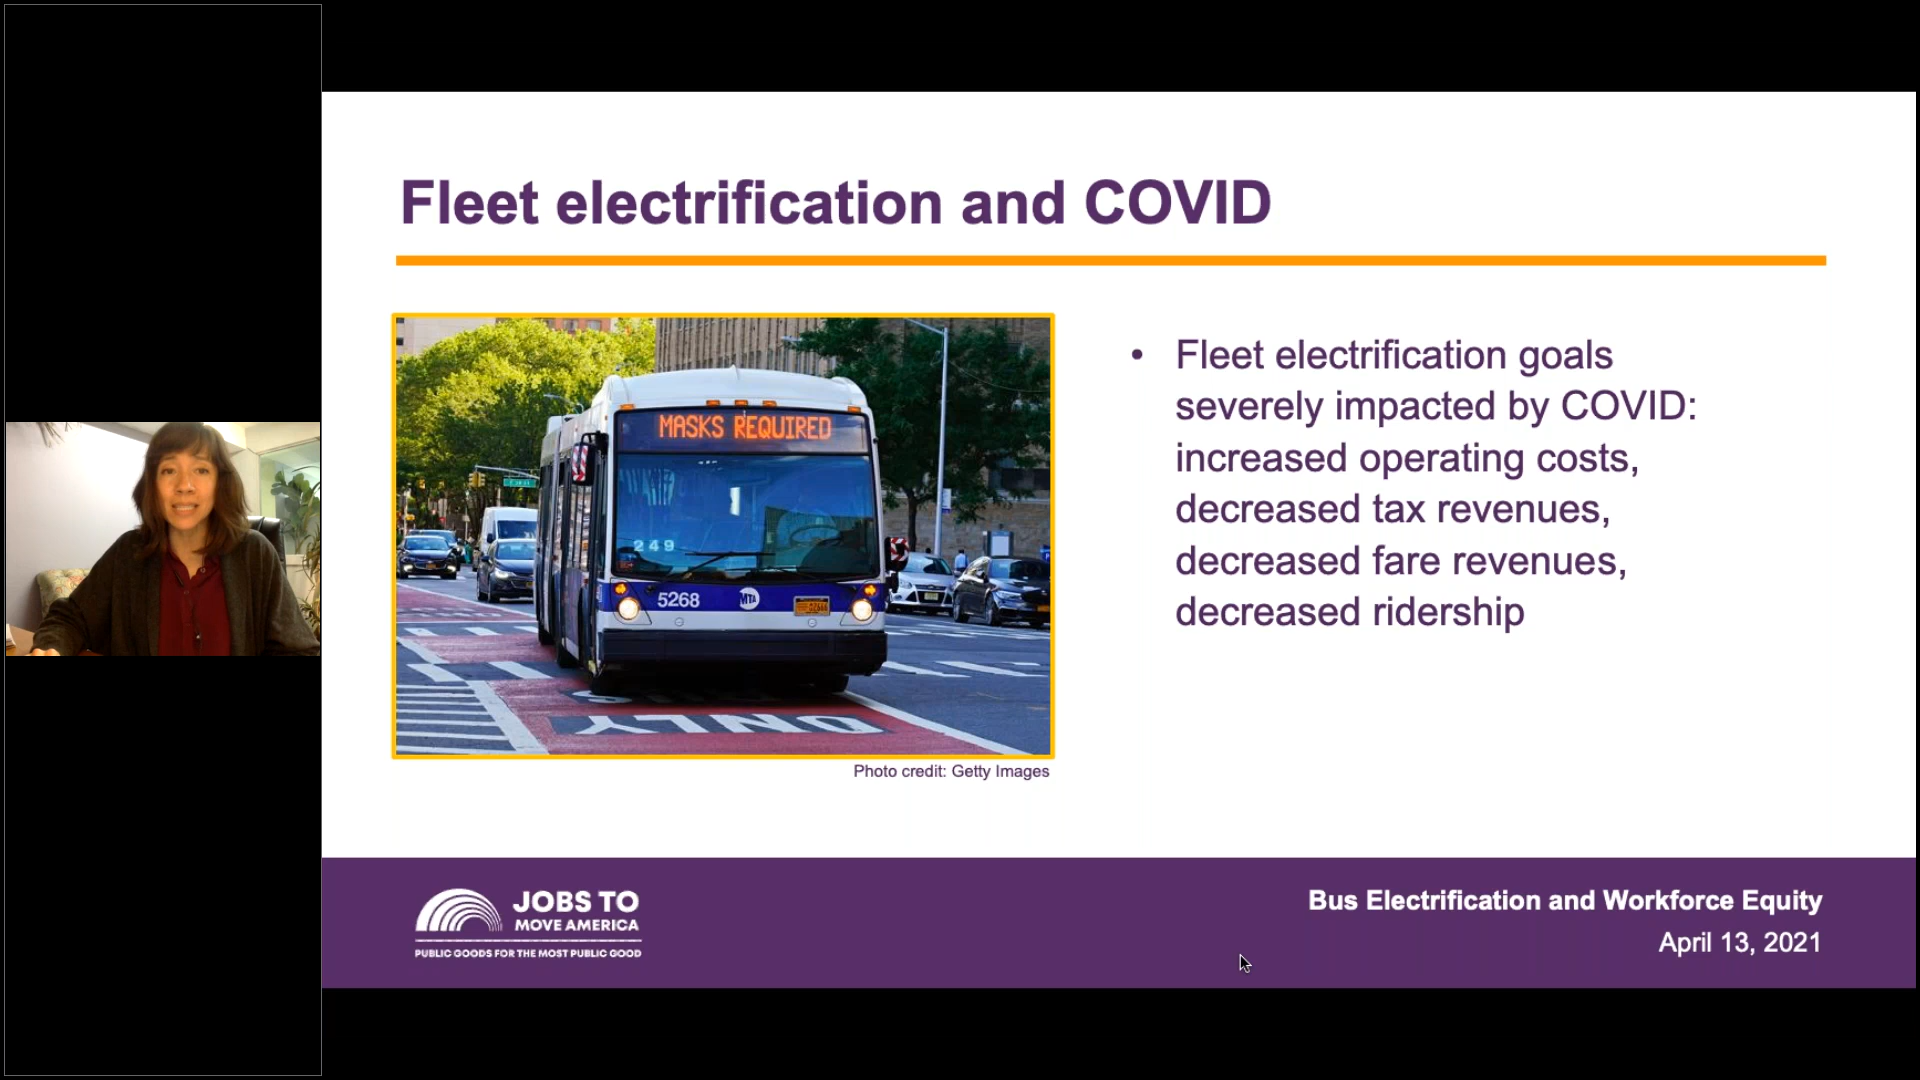 Fleet electrification and COVID
MASKS REQUIRED
249
5268
MTA
ONLY
Photo credit: Getty Images
• Fleet electrification goals
severely impacted by COVID:
increased operating costs,
decreased tax revenues,
decreased fare revenues,
decreased ridership
JOBS TO
MOVE AMERICA
PUBLIC GOODS FOR THE MOST PUBLIC GOOD
Bus Electrification and Workforce Equity
April 13, 2021